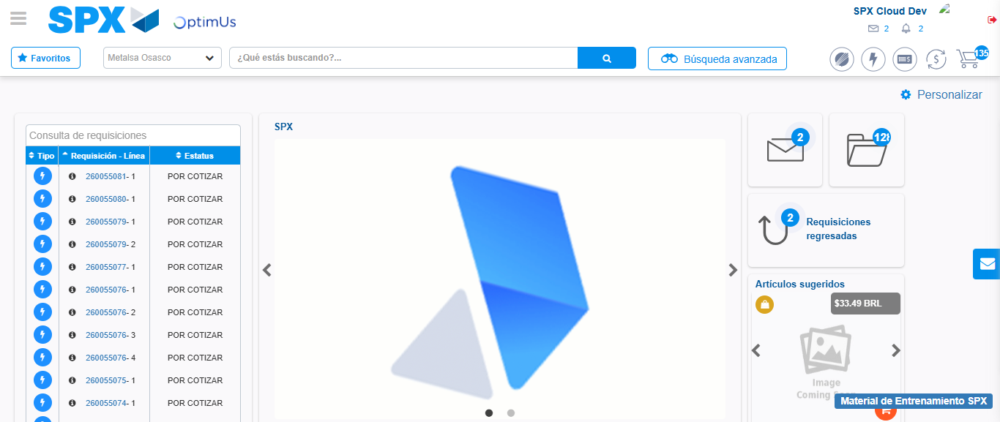 SPX OptimUs
SPX Cloud Dev
2 2
Favoritos
Metalsa Osasco
¿Qué estás buscando?...
Búsqueda avanzada
135
Personalizar
Consulta de requisiciones
Tipo Requisición - Línea Estatus
260055081- 1 POR COTIZAR
260055080- 1 POR COTIZAR
260055079- 1 POR COTIZAR
260055079- 2 POR COTIZAR
260055077- 1 POR COTIZAR
260055076- 1 POR COTIZAR
260055076- 2 POR COTIZAR
260055076- 3 POR COTIZAR
260055076- 4 POR COTIZAR
260055075- 1 POR COTIZAR
260055074- 1 POR COTIZAR
SPX
2
2
Requisiciones
regresadas
Artículos sugeridos
$33.49 BRL
Image
Coming
Material de Entrenamiento SPX